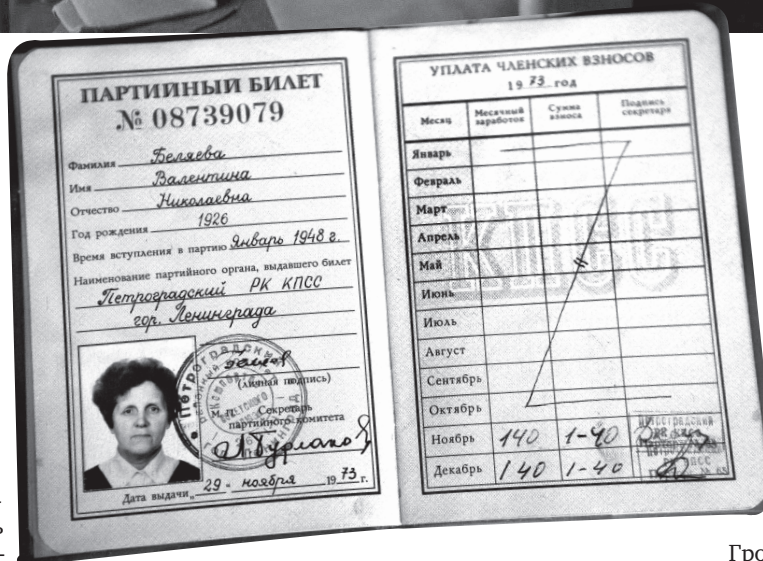 ПАРТИЙНЫЙ БИЛЕТ
№ 08739079
Фамилия Беляева
Имя Валентина
Отчество Николаевна
Год рождения 1926
Время вступления в партию Январь 1948 г.
Наименование партийного органа, выдавшего билет
Петроградский РК КПСС
гор. Ленинграда
(личная подпись)
М.П. Секретарь
партийного комитета
Дата выдачи „29" ноября 1973 г.
УПЛАТА ЧЛЕНСКИХ ВЗНОСОВ
1973 год
Месяц Месячный заработок Сумма взноса Подпись секретаря
Январь
Февраль
Март
Апрель
Май
Июнь
Июль
Август
Сентябрь
Октябрь
Ноябрь 140 1-40
Декабрь 140 1-40
КПСС
Гро